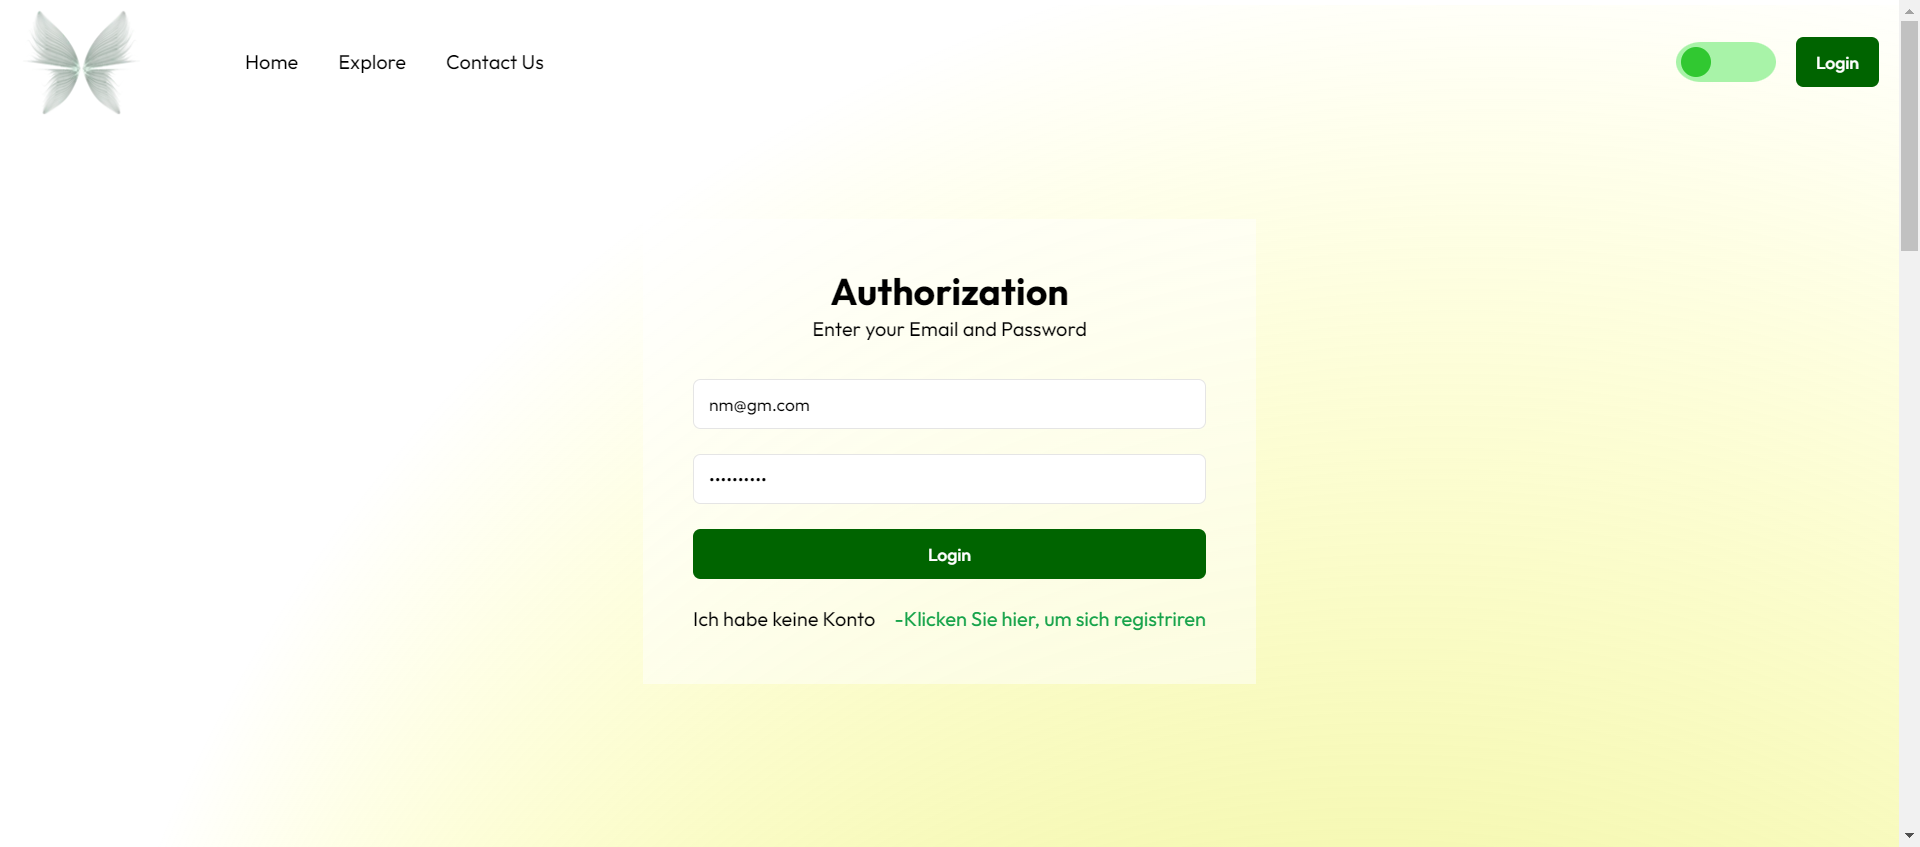 Home Explore Contact Us Login
Authorization
Enter your Email and Password
nm@gm.com
••••••••••
Login
Ich habe keine Konto -Klicken Sie hier, um sich registriren